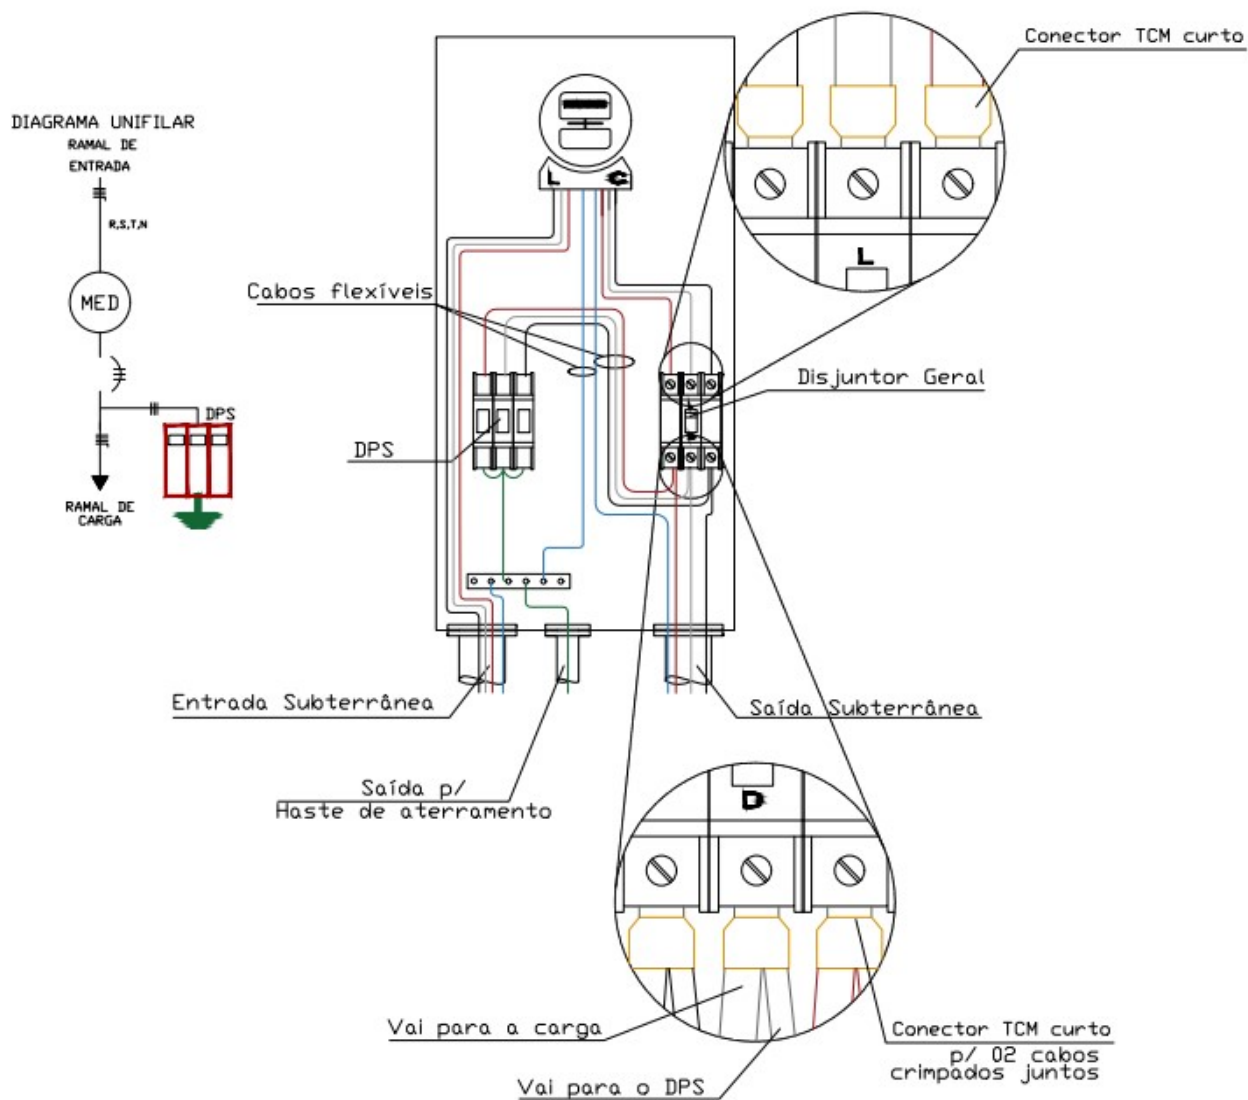 Conector TCM curto
DIAGRAMA UNIFILAR
RAMAL DE
ENTRADA
R,S,T,N
MED
DPS
RAMAL DE
CARGA
L
C
Cabos flexíveis
DPS
L
Disjuntor Geral
Entrada Subterrânea
Saída Subterrânea
Saída p/
Haste de aterramento
D
Vai para a carga
Vai para o DPS
Conector TCM curto
p/ 02 cabos
crimpados juntos